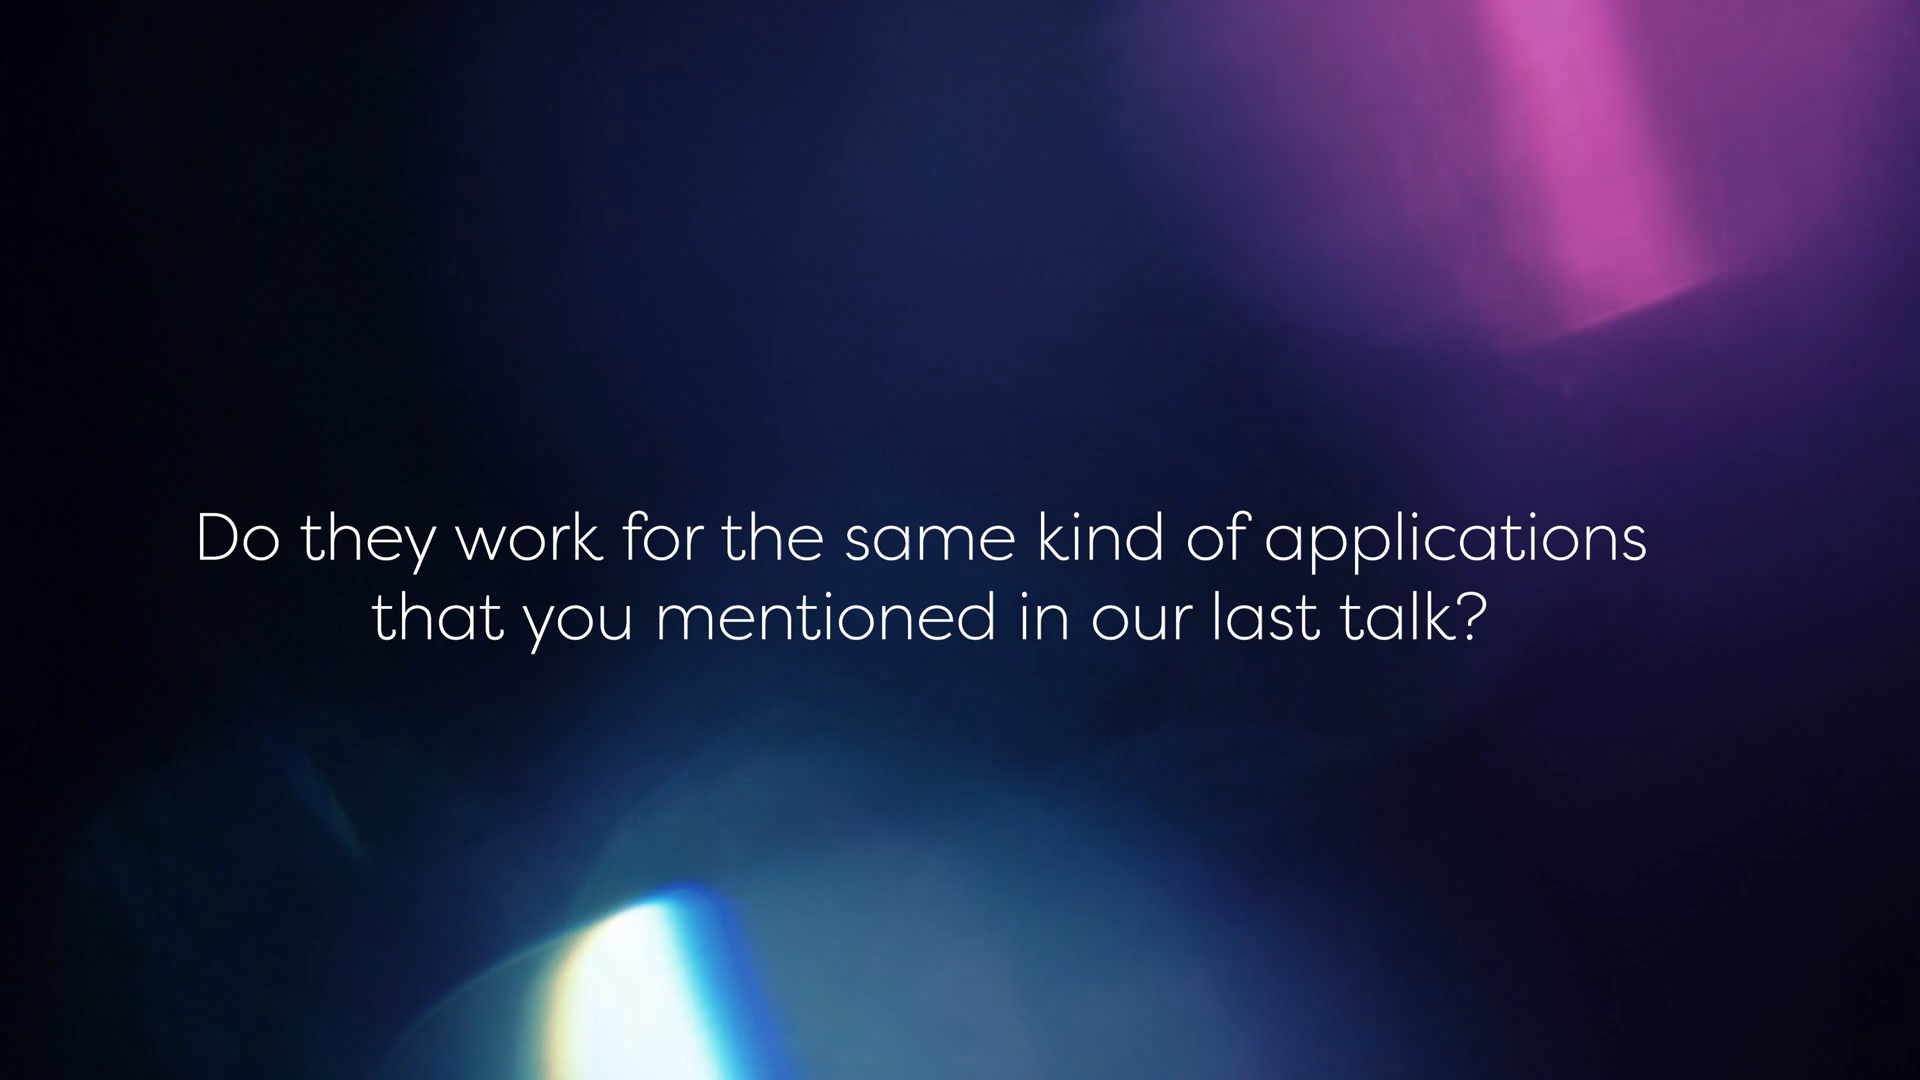 Do they work for the same kind of applications
that you mentioned in our last talk?